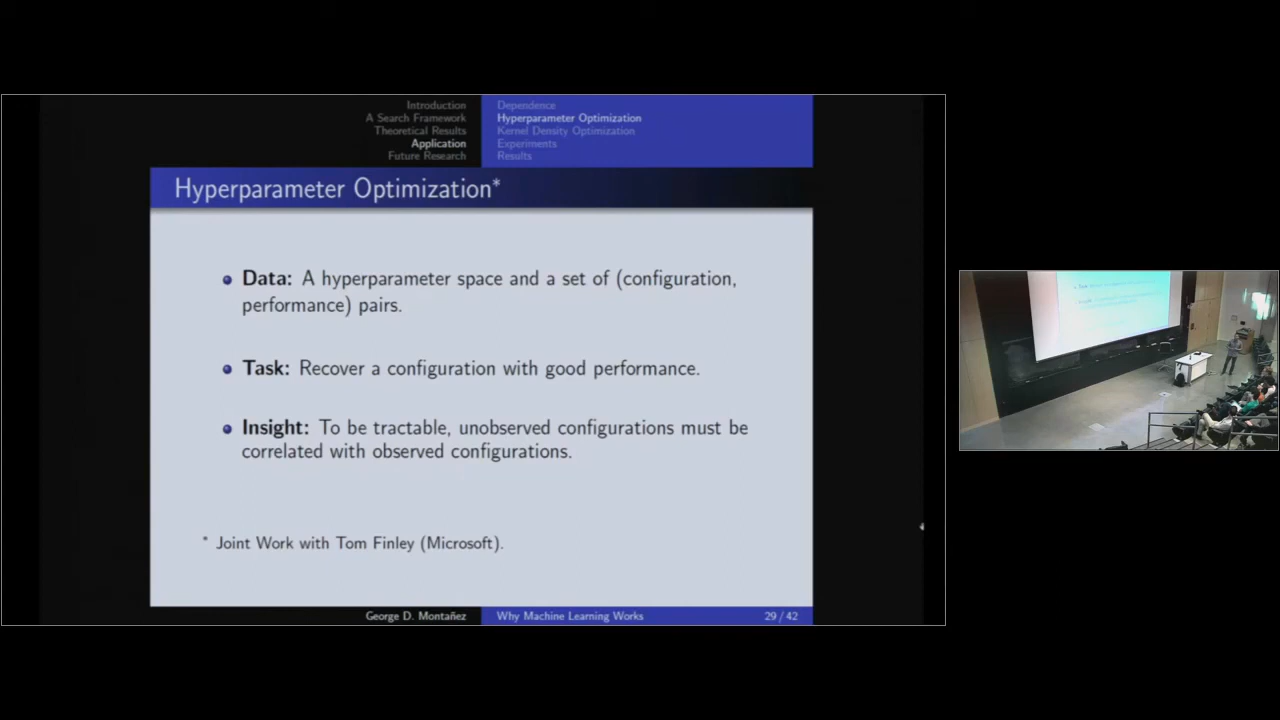 Introduction
A Search Framework
Theoretical Results
Application
Future Research
Dependence
Hyperparameter Optimization
Kernel Density Optimization
Experiments
Results
Hyperparameter Optimization*
Data: A hyperparameter space and a set of (configuration,
performance) pairs.
Task: Recover a configuration with good performance.
Insight: To be tractable, unobserved configurations must be
correlated with observed configurations.
* Joint Work with Tom Finley (Microsoft).
George D. Montañez
Why Machine Learning Works
29 / 42